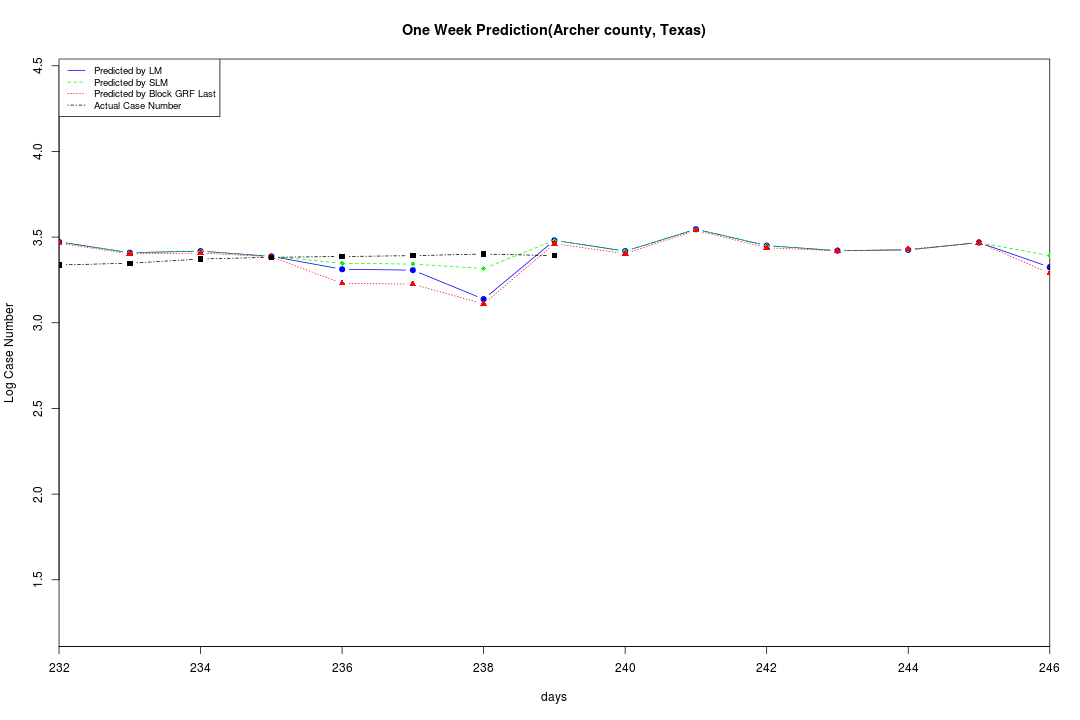 One Week Prediction(Archer county, Texas)
Predicted by LM
Predicted by SLM
Predicted by Block GRF Last
Actual Case Number
4.5
4.0
3.5
3.0
2.5
2.0
1.5
Log Case Number
232 234 236 238 240 242 244 246
days